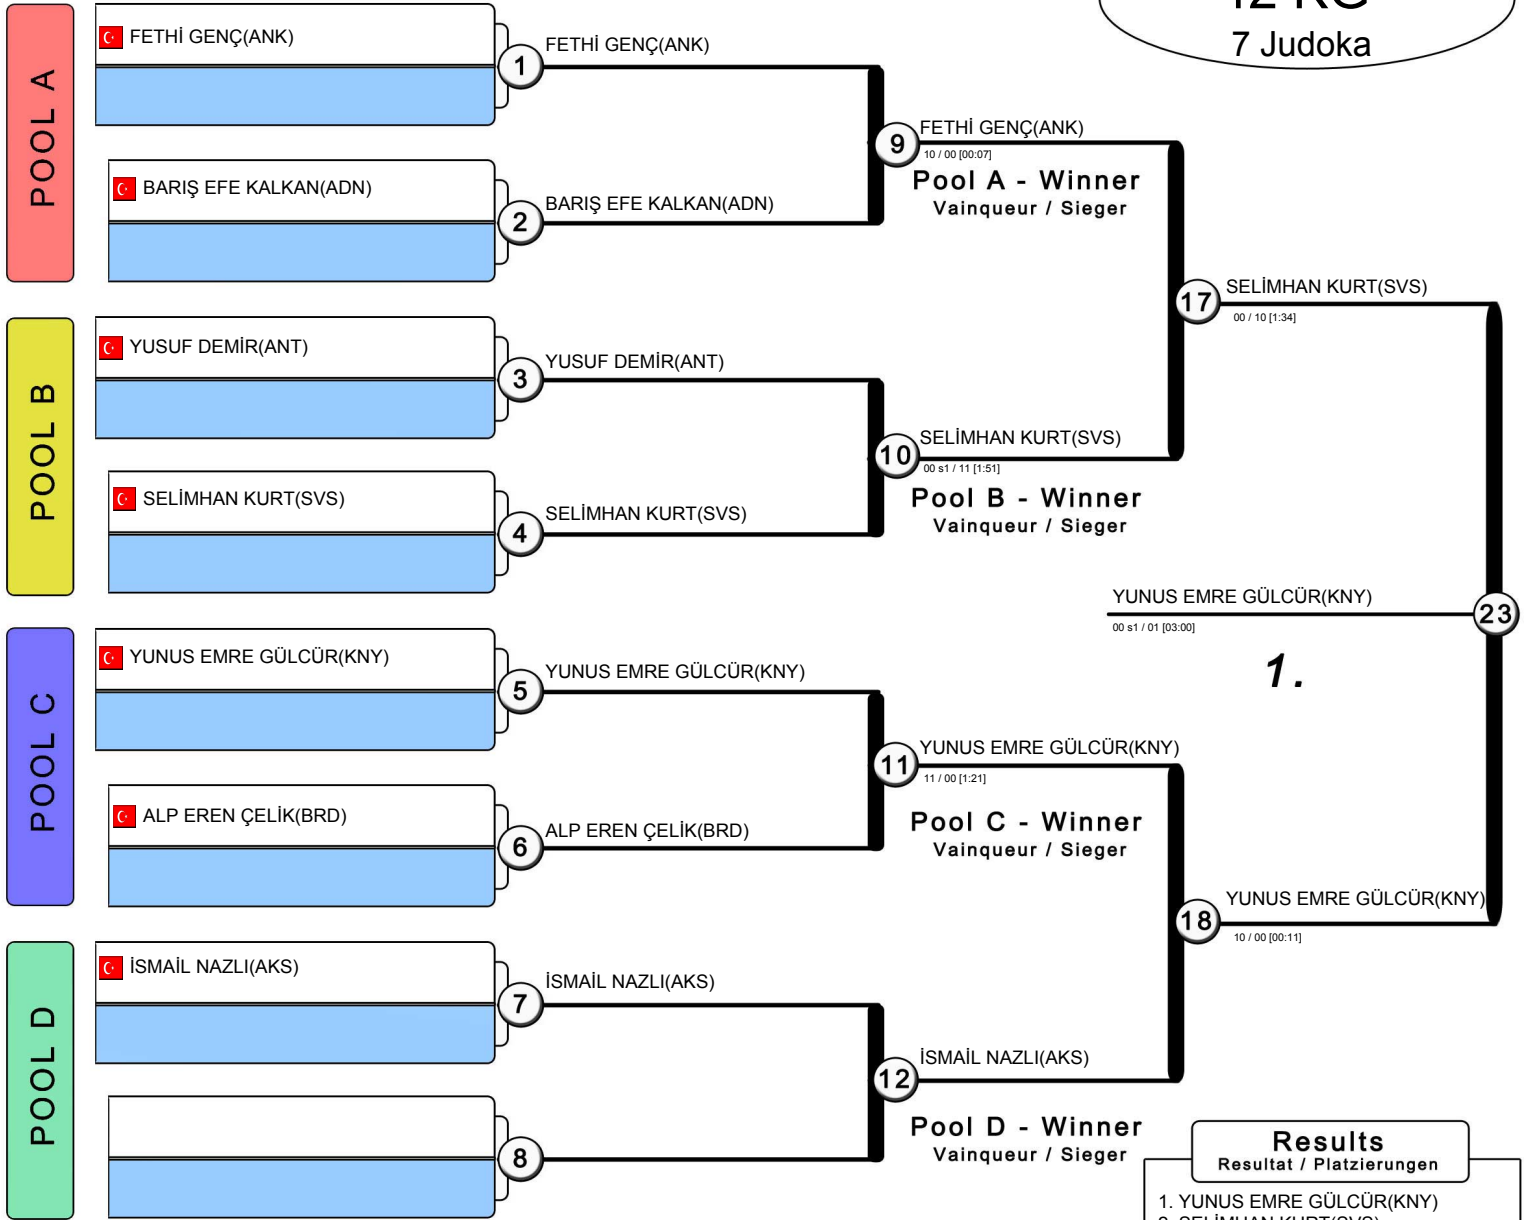 KG
7 Judoka
POOL A
FETHİ GENÇ(ANK)
1
FETHİ GENÇ(ANK)
BARIŞ EFE KALKAN(ADN)
2
BARIŞ EFE KALKAN(ADN)
9
FETHİ GENÇ(ANK)
10 / 00 [00:07]
Pool A - Winner
Vainqueur / Sieger
POOL B
YUSUF DEMİR(ANT)
3
YUSUF DEMİR(ANT)
SELİMHAN KURT(SVS)
4
SELİMHAN KURT(SVS)
10
SELİMHAN KURT(SVS)
00 s1 / 11 [1:51]
Pool B - Winner
Vainqueur / Sieger
17
SELİMHAN KURT(SVS)
00 / 10 [1:34]
YUNUS EMRE GÜLCÜR(KNY)
23
00 s1 / 01 [03:00]
1.
POOL C
YUNUS EMRE GÜLCÜR(KNY)
5
YUNUS EMRE GÜLCÜR(KNY)
ALP EREN ÇELİK(BRD)
6
ALP EREN ÇELİK(BRD)
11
YUNUS EMRE GÜLCÜR(KNY)
11 / 00 [1:21]
Pool C - Winner
Vainqueur / Sieger
18
YUNUS EMRE GÜLCÜR(KNY)
10 / 00 [00:11]
POOL D
İSMAİL NAZLI(AKS)
7
İSMAİL NAZLI(AKS)
8
12
İSMAİL NAZLI(AKS)
Pool D - Winner
Vainqueur / Sieger
Results
Resultat / Platzierungen
1. YUNUS EMRE GÜLCÜR(KNY)
2. SELİMHAN KURT(SVS)